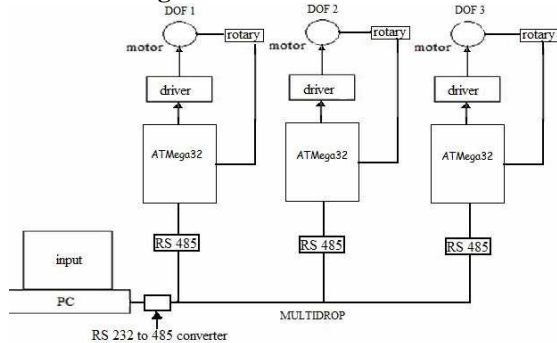 DOF 1
DOF 2
DOF 3
motor
rotary
motor
rotary
motor
rotary
driver
driver
driver
ATMega32
ATMega32
ATMega32
RS 485
RS 485
RS 485
input
PC
MULTIDROP
RS 232 to 485 converter